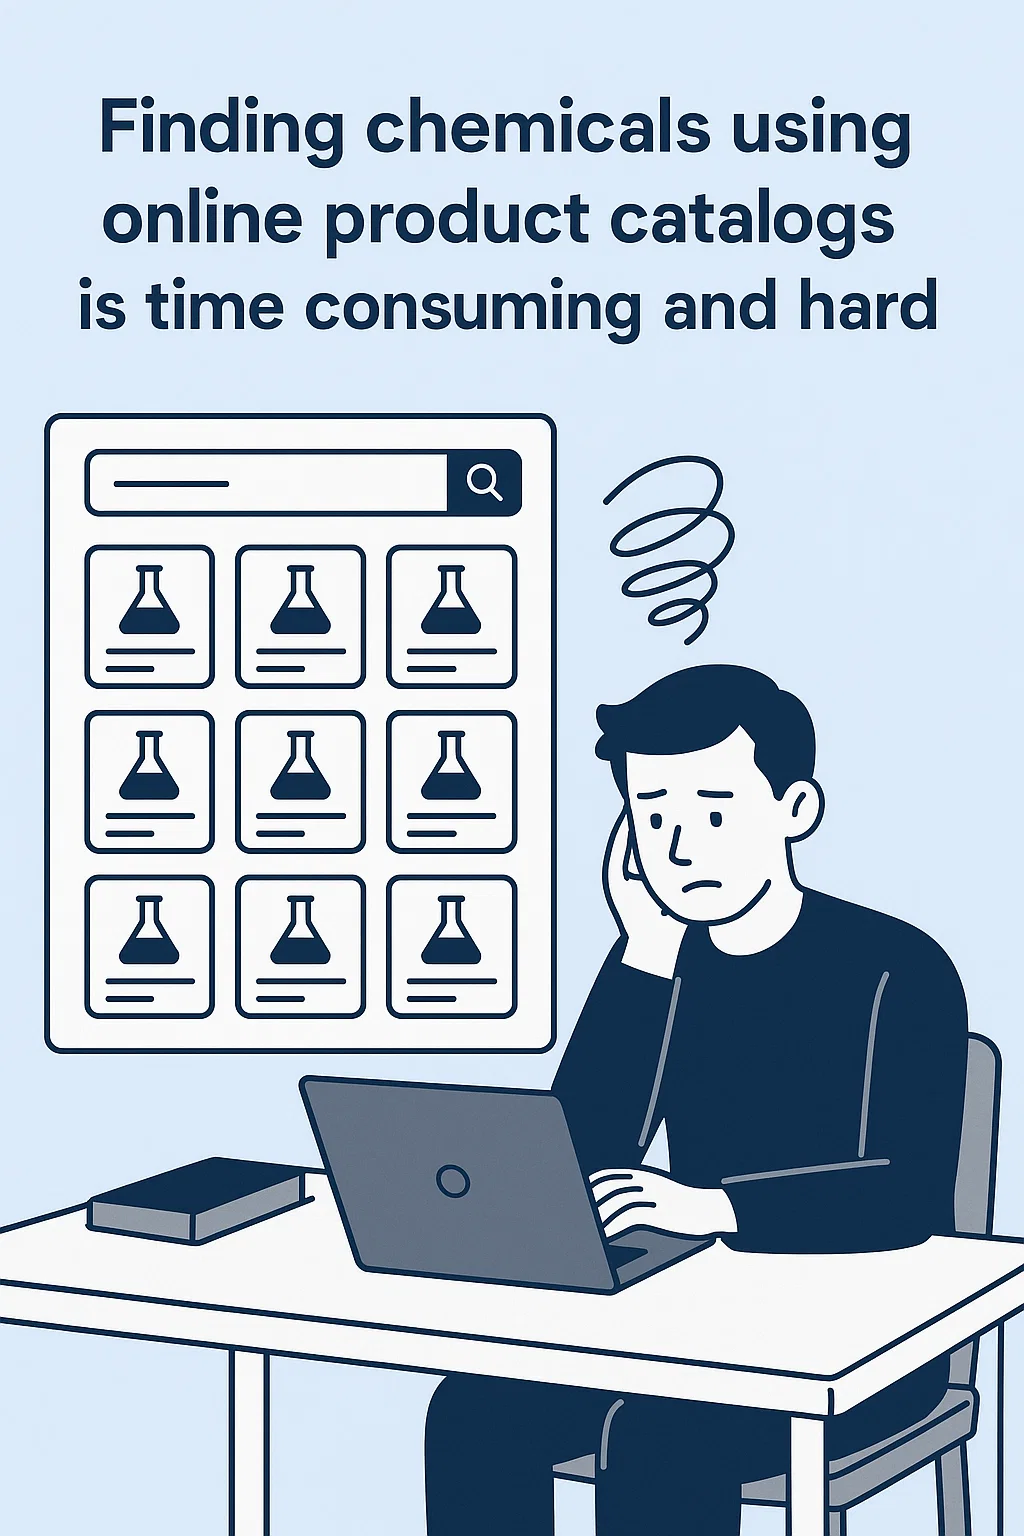 Finding chemicals using
online product catalogs
is time consuming and hard